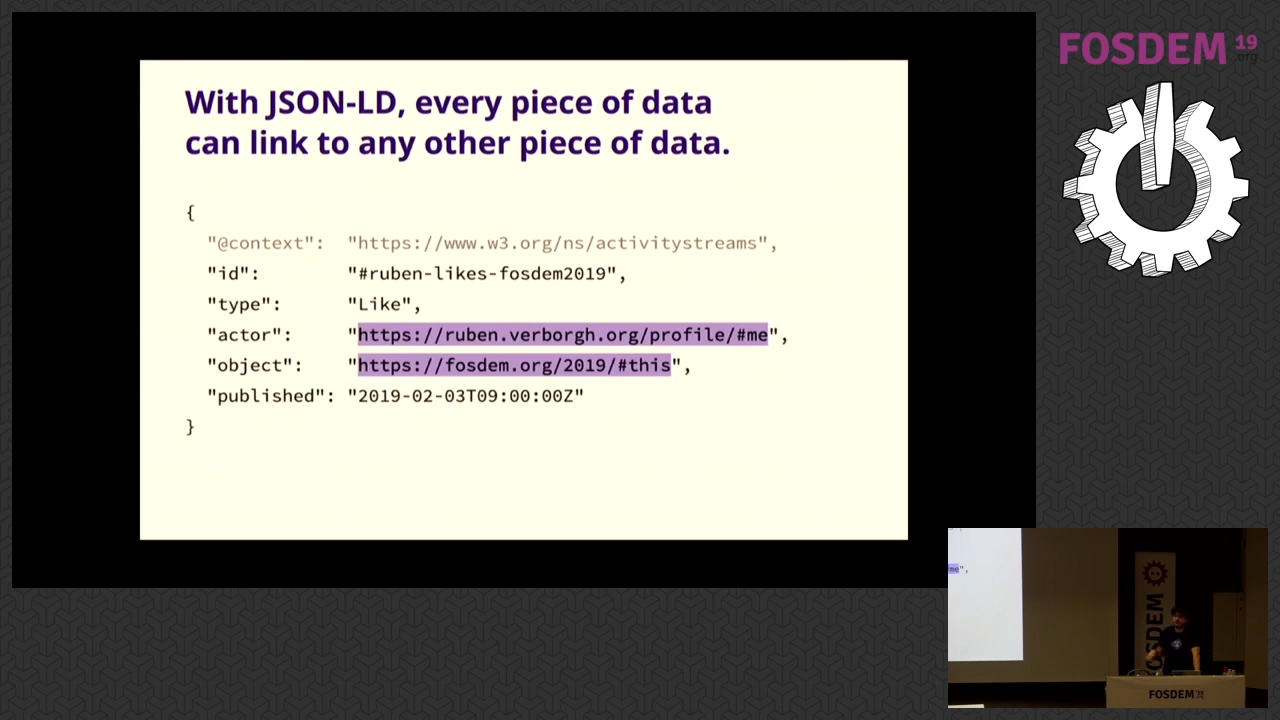 With JSON-LD, every piece of data
can link to any other piece of data.
{
"@context": "https://www.w3.org/ns/activitystreams",
"id": "#ruben-likes-fosdem2019",
"type": "Like",
"actor": "https://ruben.verborgh.org/profile/#me",
"object": "https://fosdem.org/2019/#this",
"published": "2019-02-03T09:00:00Z"
}
FOSDEM 19
.org
me",
FOSDEM
FOSDEM 19